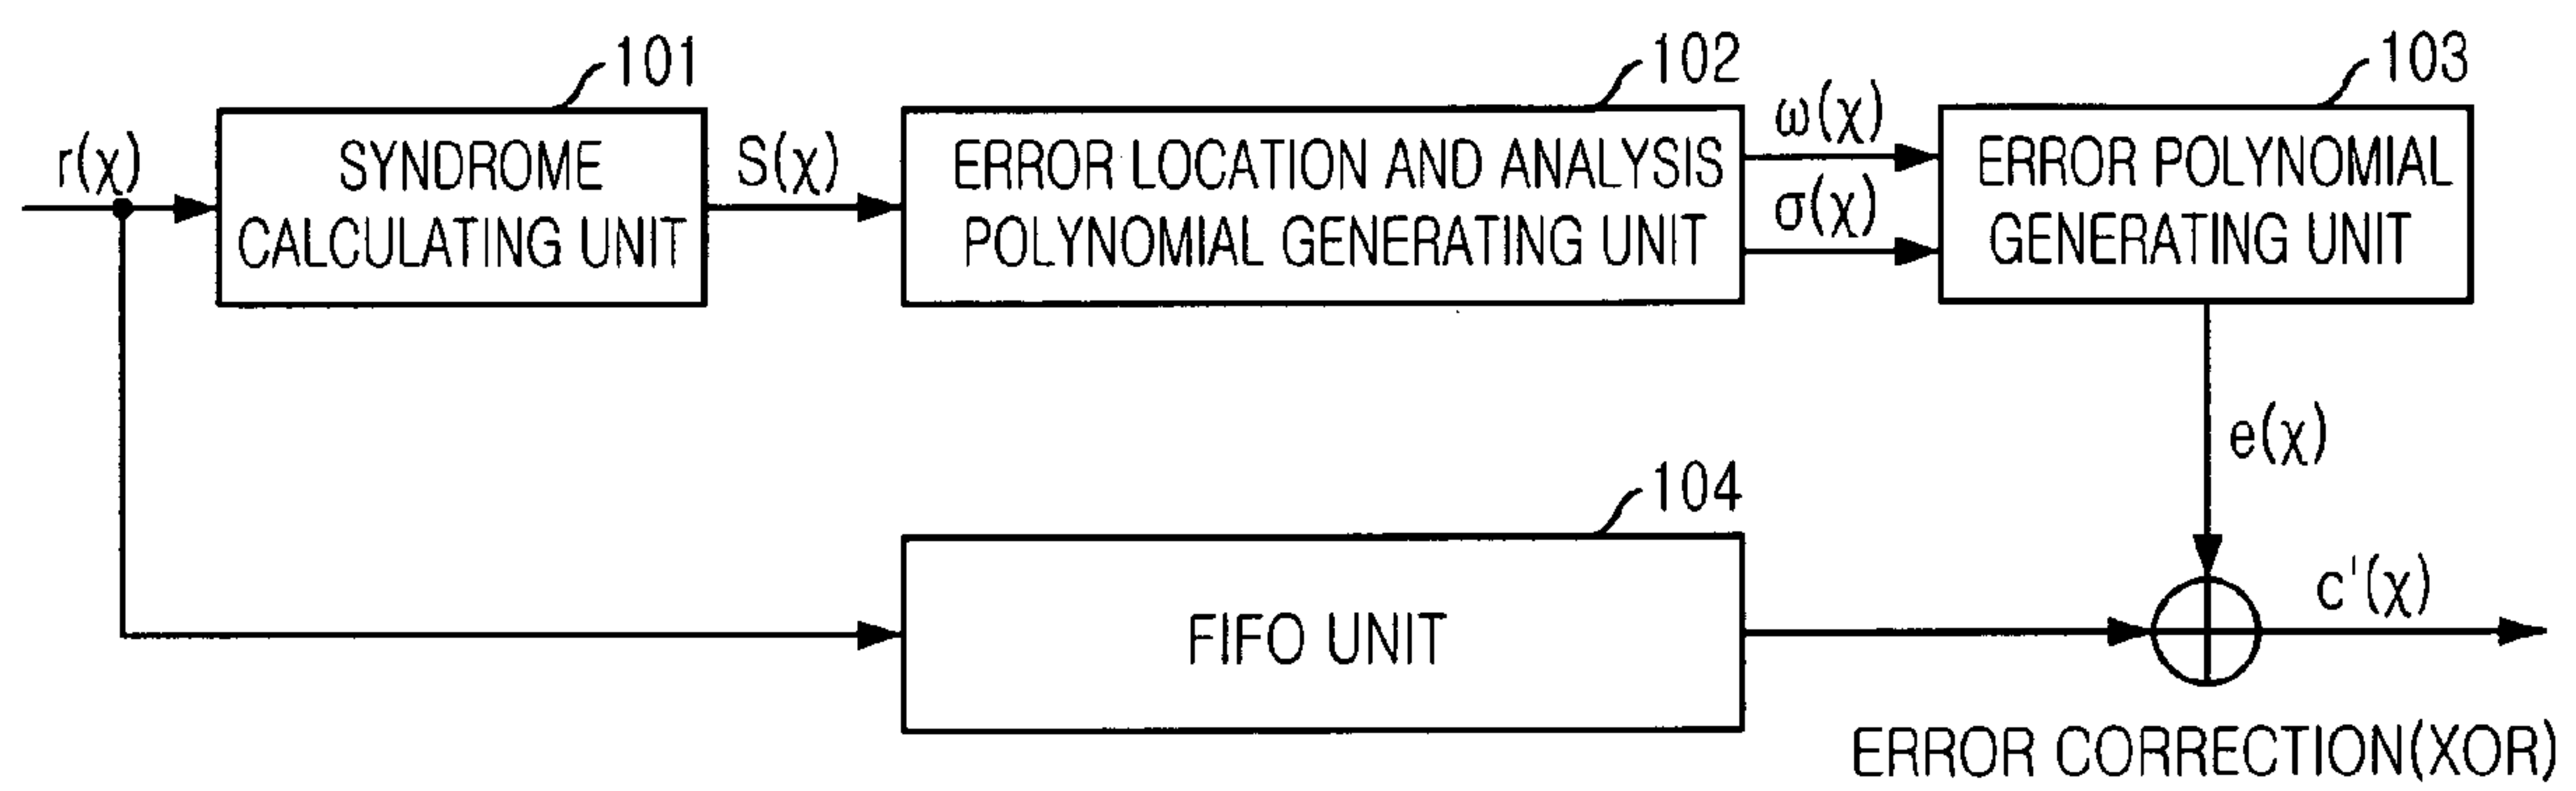 101
102
103
r(χ)
SYNDROME
CALCULATING UNIT
S(χ)
ERROR LOCATION AND ANALYSIS
POLYNOMIAL GENERATING UNIT
ω(χ)
σ(χ)
ERROR POLYNOMIAL
GENERATING UNIT
e(χ)
104
FIFO UNIT
c'(χ)
ERROR CORRECTION(XOR)